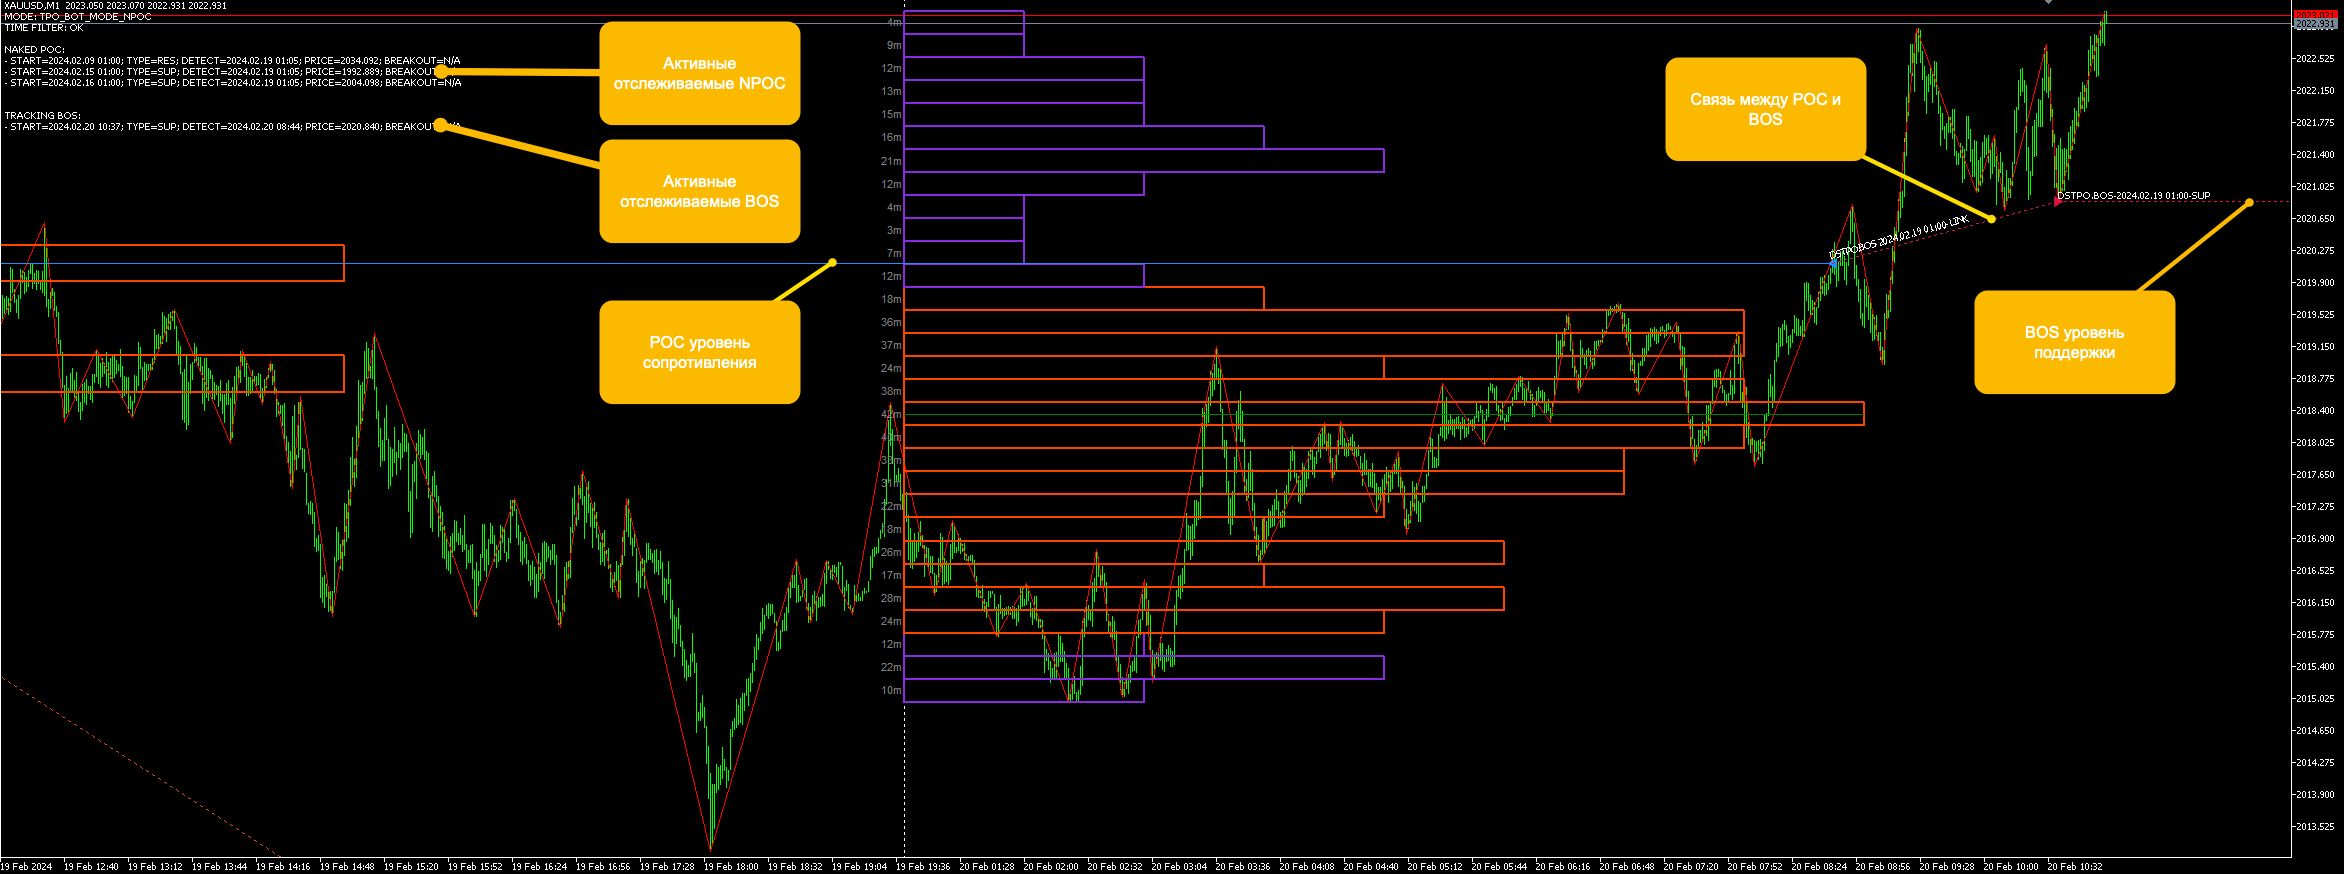 XAUUSD,M1 2023.050 2023.070 2022.931 2022.931
MODE: TPO_BOT_MODE_NPOC
TIME FILTER: OK
NAKED POC:
- START=2024.02.09 01:00; TYPE=RES; DETECT=2024.02.19 01:05; PRICE=2034.092; BREAKOUT=N/A
- START=2024.02.15 01:00; TYPE=SUP; DETECT=2024.02.19 01:05; PRICE=1992.889; BREAKOUT=N/A
- START=2024.02.16 01:00; TYPE=SUP; DETECT=2024.02.19 01:05; PRICE=2004.098; BREAKOUT=N/A
TRACKING BOS:
- START=2024.02.20 10:37; TYPE=SUP; DETECT=2024.02.20 08:44; PRICE=2020.840; BREAKOUT=N/A
Активные
отслеживаемые NPOC
Активные
отслеживаемые BOS
POC уровень
сопротивления
Связь между POC и
BOS
BOS уровень
поддержки
DSTPO.BOS-2024.02.19 01:00-LINK
DSTPO.BOS-2024.02.19 01:00-SUP
4m
9m
12m
13m
15m
16m
21m
12m
4m
3m
7m
12m
18m
36m
37m
24m
38m
42m
22m
26m
17m
28m
24m
12m
22m
10m
2023.021
2022.931
2022.525
2022.150
2021.775
2021.400
2021.025
2020.650
2020.275
2019.900
2019.525
2019.150
2018.775
2018.400
2018.025
2017.650
2017.275
2016.900
2016.525
2016.150
2015.775
2015.400
2015.025
2014.650
2014.275
2013.900
2013.525
19 Feb 2024
19 Feb 12:40
19 Feb 13:12
19 Feb 13:44
19 Feb 14:16
19 Feb 14:48
19 Feb 15:20
19 Feb 15:52
19 Feb 16:24
19 Feb 16:56
19 Feb 17:28
19 Feb 18:00
19 Feb 18:32
19 Feb 19:04
19 Feb 19:36
20 Feb 01:28
20 Feb 02:00
20 Feb 02:32
20 Feb 03:04
20 Feb 03:36
20 Feb 04:08
20 Feb 04:40
20 Feb 05:12
20 Feb 05:44
20 Feb 06:16
20 Feb 06:48
20 Feb 07:20
20 Feb 07:52
20 Feb 08:24
20 Feb 08:56
20 Feb 09:28
20 Feb 10:00
20 Feb 10:32